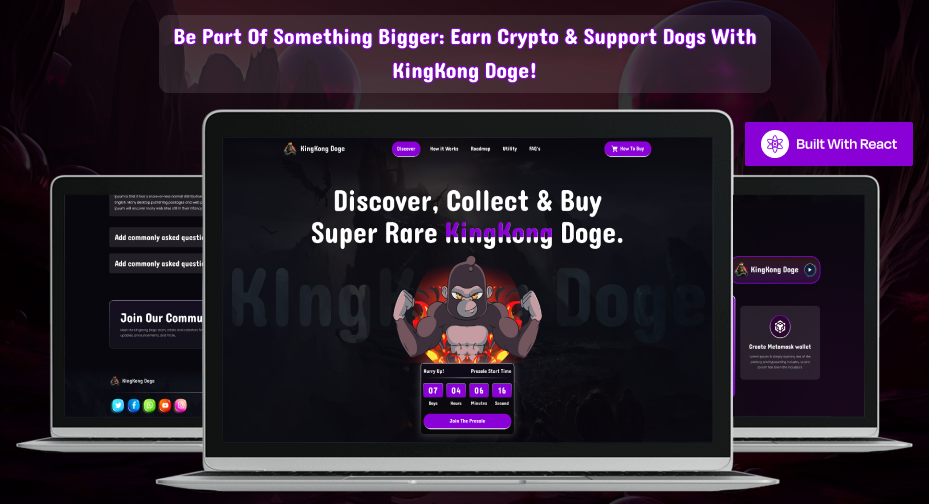 Be Part Of Something Bigger: Earn Crypto & Support Dogs With
KingKong Doge!
Built With React
KingKong Doge
Discover
How it Works
Roadmap
Utility
FAQ's
How To Buy
Discover, Collect & Buy
Super Rare KingKong Doge.
KIngKong Doge
Hurry Up!
Presale Start Time
07
04
06
16
Days
Hours
Minutes
Second
Join The Presale
Add commonly asked questi
Add commonly asked questi
Join Our Commu
KingKong Doge
KingKong Doge
Create Metamask wallet